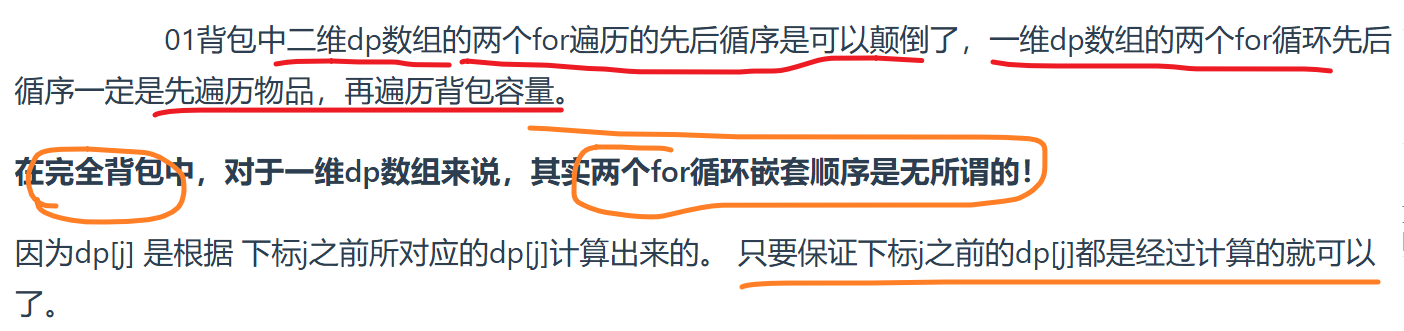 01背包中二维dp数组的两个for遍历的先后循序是可以颠倒了，一维dp数组的两个for循环先后
循序一定是先遍历物品，再遍历背包容量。
在完全背包中，对于一维dp数组来说，其实两个for循环嵌套顺序是无所谓的！
因为dp[j] 是根据 下标j之前所对应的dp[j]计算出来的。 只要保证下标j之前的dp[j]都是经过计算的就可以
了。